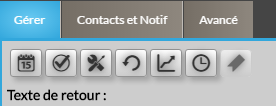 Gérer Contacts et Notif Avancé
15
Texte de retour :